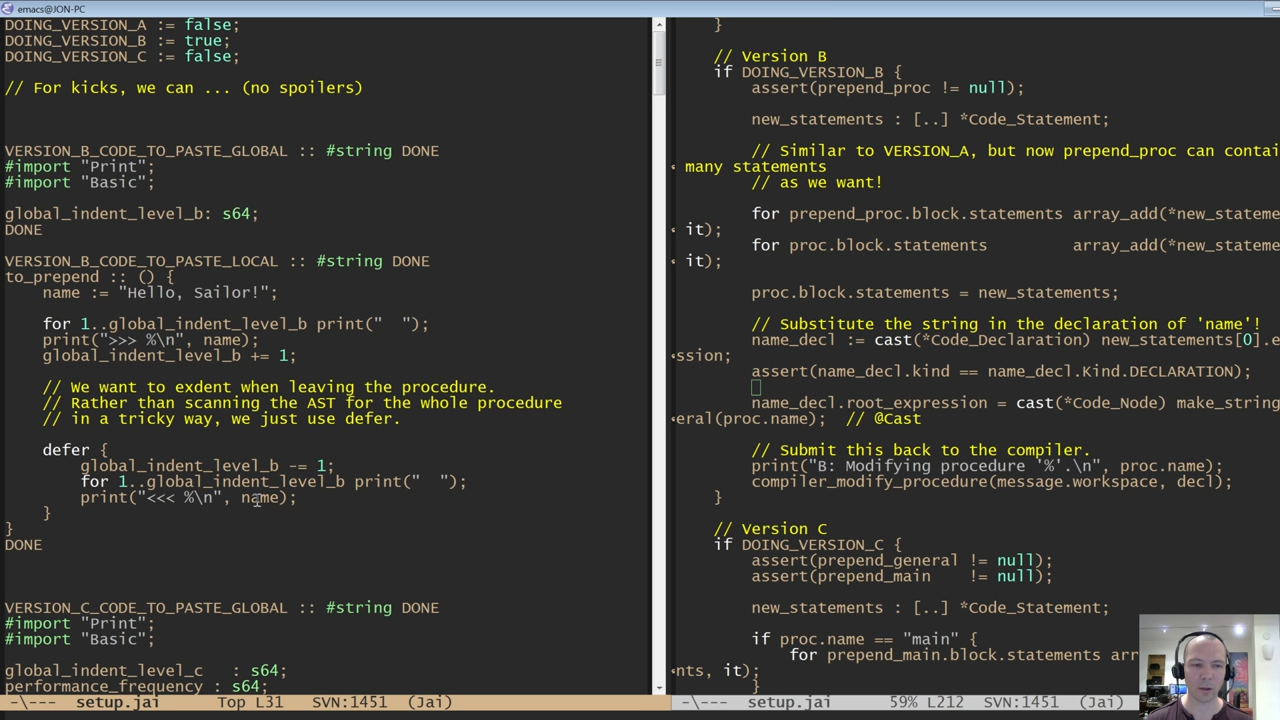 emacs@JON-PC
DOING_VERSION_A := false;
DOING_VERSION_B := true;
DOING_VERSION_C := false;
// For kicks, we can ... (no spoilers)
VERSION_B_CODE_TO_PASTE_GLOBAL :: #string DONE
#import "Print";
#import "Basic";
global_indent_level_b: s64;
DONE
VERSION_B_CODE_TO_PASTE_LOCAL :: #string DONE
to_prepend :: () {
    name := "Hello, Sailor!";
    for 1..global_indent_level_b print("  ");
    print(">>> %\n", name);
    global_indent_level_b += 1;
    // We want to exdent when leaving the procedure.
    // Rather than scanning the AST for the whole procedure
    // in a tricky way, we just use defer.
    defer {
        global_indent_level_b -= 1;
        for 1..global_indent_level_b print("  ");
        print("<<< %\n", name);
    }
}
DONE
VERSION_C_CODE_TO_PASTE_GLOBAL :: #string DONE
#import "Print";
#import "Basic";
global_indent_level_c   : s64;
performance_frequency : s64;
-\--- setup.jai Top L31 SVN:1451 (Jai)
    }
    // Version B
    if DOING_VERSION_B {
        assert(prepend_proc != null);
        new_statements : [..] *Code_Statement;
        // Similar to VERSION_A, but now prepend_proc can contai
many statements
        // as we want!
        for prepend_proc.block.statements array_add(*new_stateme
it);
        for proc.block.statements         array_add(*new_stateme
it);
        proc.block.statements = new_statements;
        // Substitute the string in the declaration of 'name'!
        name_decl := cast(*Code_Declaration) new_statements[0].e
ssion;
        assert(name_decl.kind == name_decl.Kind.DECLARATION);
        name_decl.root_expression = cast(*Code_Node) make_string
eral(proc.name);  // @Cast
        // Submit this back to the compiler.
        print("B: Modifying procedure '%'.\n", proc.name);
        compiler_modify_procedure(message.workspace, decl);
    }
    // Version C
    if DOING_VERSION_C {
        assert(prepend_general != null);
        assert(prepend_main    != null);
        new_statements : [..] *Code_Statement;
        if proc.name == "main" {
            for prepend_main.block.statements arr
nts, it);
        }
-\--- setup.jai 59% L212 SVN:1451 (Jai)